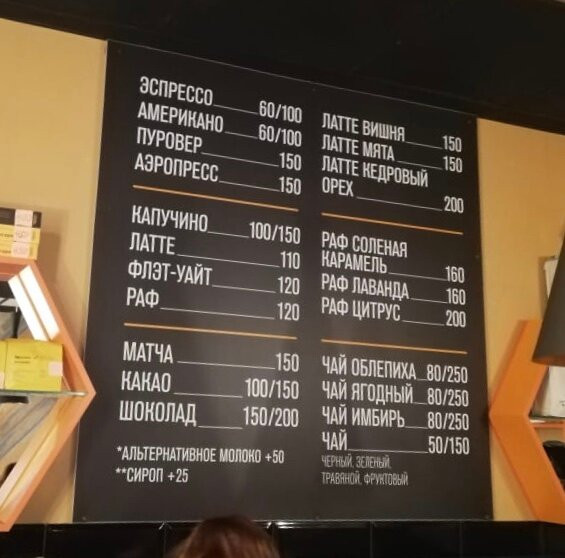 ЭСПРЕССО 60/100
АМЕРИКАНО 60/100
ПУРОВЕР 150
АЭРОПРЕСС 150
КАПУЧИНО 100/150
ЛАТТЕ 110
ФЛЭТ-УАЙТ 120
РАФ 120
МАТЧА 150
КАКАО 100/150
ШОКОЛАД 150/200
*АЛЬТЕРНАТИВНОЕ МОЛОКО +50
**СИРОП +25
ЛАТТЕ ВИШНЯ 150
ЛАТТЕ МЯТА 150
ЛАТТЕ КЕДРОВЫЙ
ОРЕХ 200
РАФ СОЛЕНАЯ
КАРАМЕЛЬ 160
РАФ ЛАВАНДА 160
РАФ ЦИТРУС 200
ЧАЙ ОБЛЕПИХА 80/250
ЧАЙ ЯГОДНЫЙ 80/250
ЧАЙ ИМБИРЬ 80/250
ЧАЙ 50/150
ЧЕРНЫЙ, ЗЕЛЕНЫЙ,
ТРАВЯНОЙ, ФРУКТОВЫЙ